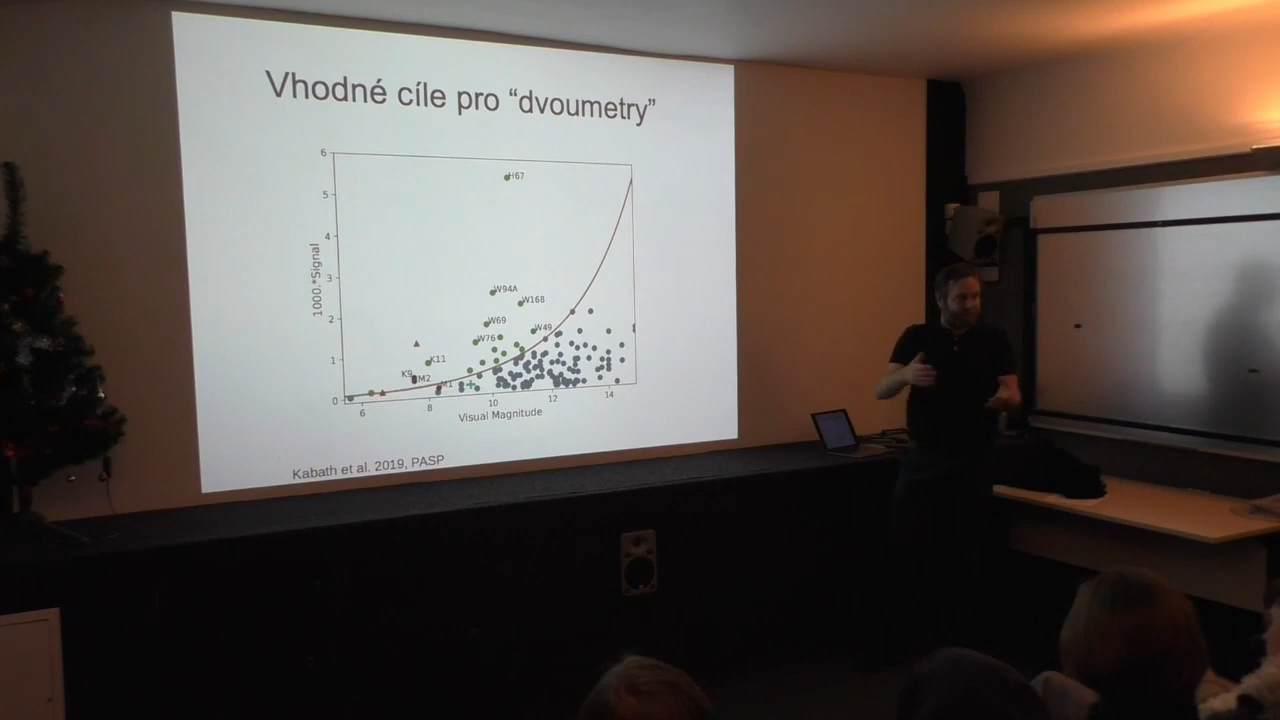 Vhodné cíle pro “dvoumetry”
6
H67
5
4
1000.*Signal
3
W94A
W168
2
W69
W49
W76
1
K11
K9
M2
M1
0
6
8
10
12
14
Visual Magnitude
Kabath et al. 2019, PASP